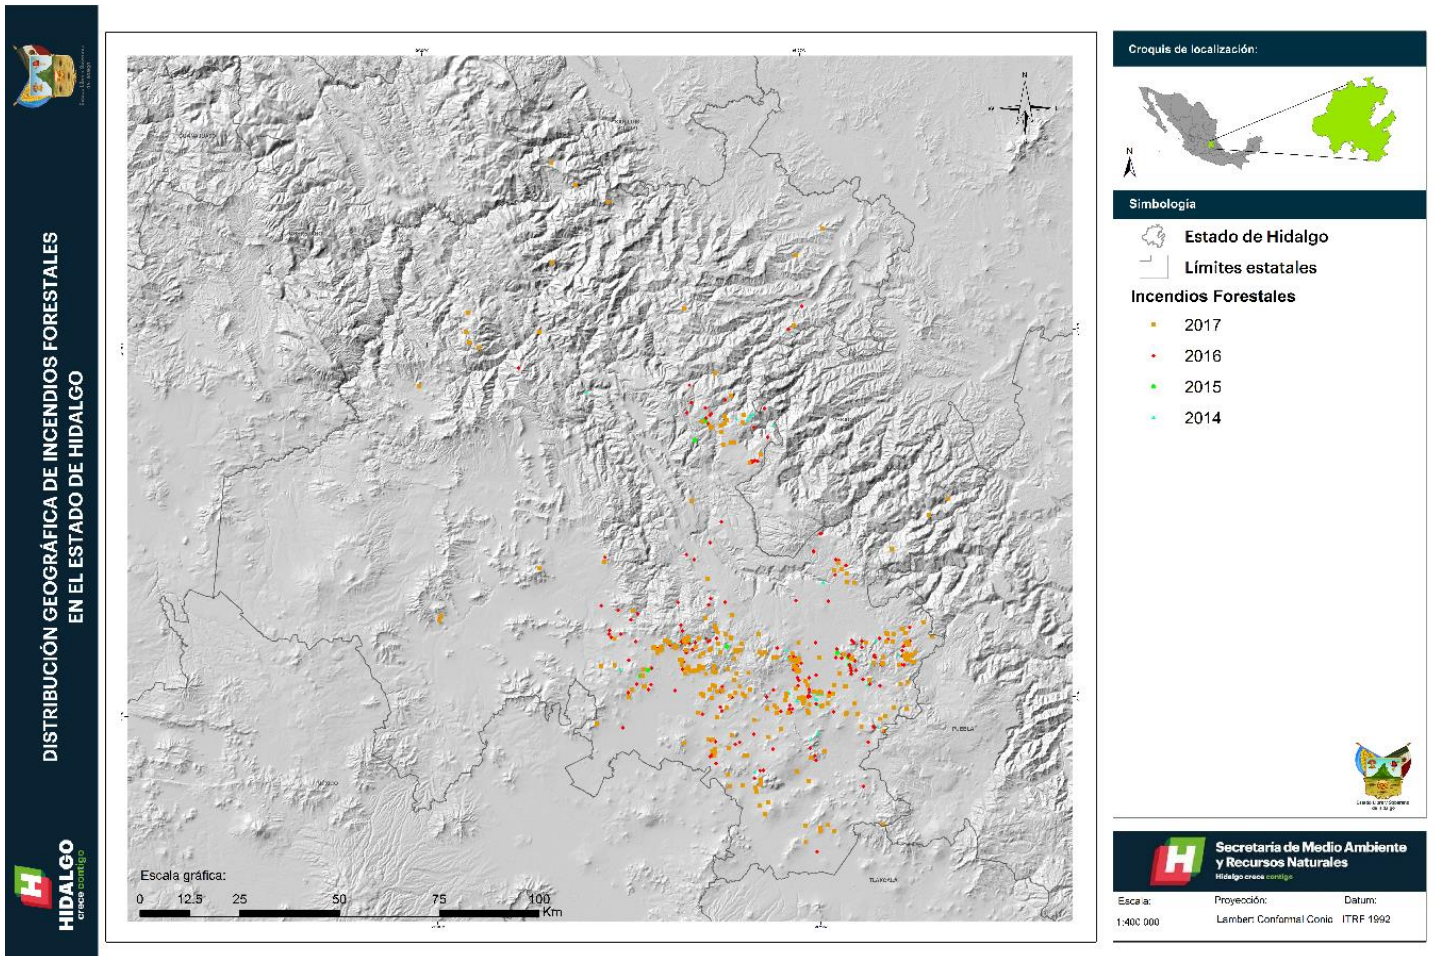 DISTRIBUCIÓN GEOGRÁFICA DE INCENDIOS FORESTALES
EN EL ESTADO DE HIDALGO
HIDALGO
crece contigo
N
PUEBLA
TLAXCALA
Escala gráfica:
0 12.5 25 50 75 100
Km
Croquis de localización:
N
Simbología
Estado de Hidalgo
Límites estatales
Incendios Forestales
2017
2016
2015
2014
Secretaría de Medio Ambiente
y Recursos Naturales
Hidalgo crece contigo
Escala: Proyección: Datum:
1:400 000 Lambert Conformal Conic ITRF 1992